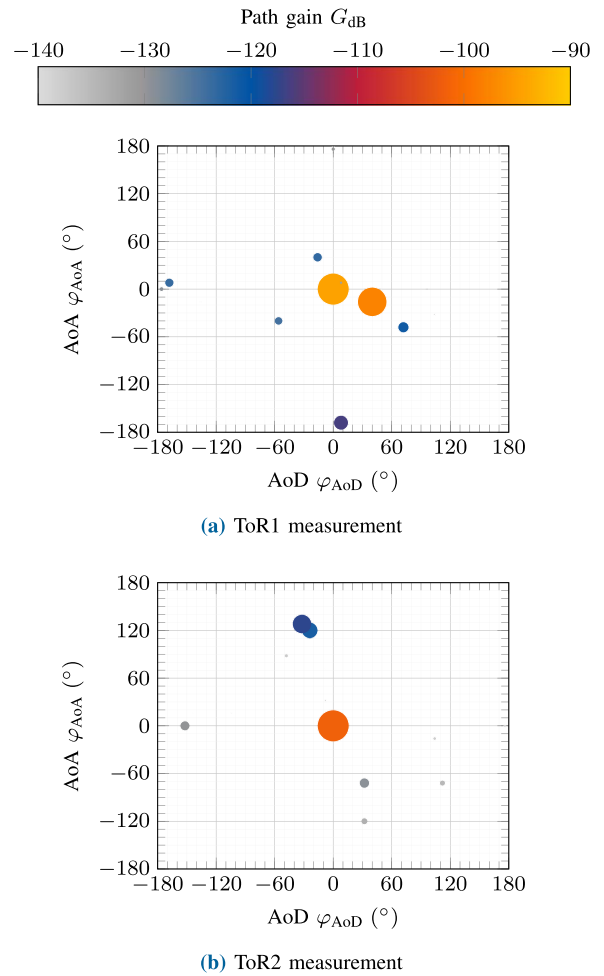 Path gain G_dB
−140 −130 −120 −110 −100 −90
180
120
60
0
−60
−120
−180
AoA φ_AoA (°)
−180 −120 −60 0 60 120 180
AoD φ_AoD (°)
(a) ToR1 measurement
180
120
60
0
−60
−120
−180
AoA φ_AoA (°)
−180 −120 −60 0 60 120 180
AoD φ_AoD (°)
(b) ToR2 measurement